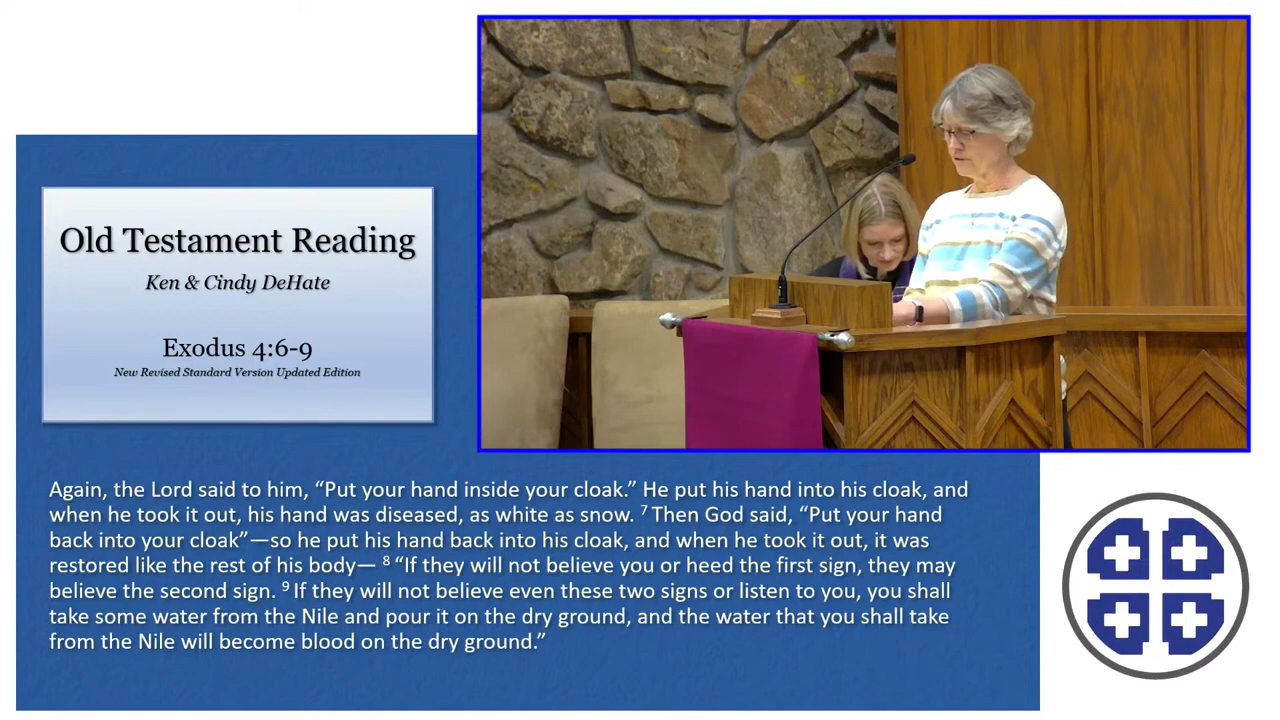 Old Testament Reading
Ken & Cindy DeHate
Exodus 4:6-9
New Revised Standard Version Updated Edition
Again, the Lord said to him, “Put your hand inside your cloak.” He put his hand into his cloak, and
when he took it out, his hand was diseased, as white as snow. ⁷ Then God said, “Put your hand
back into your cloak”—so he put his hand back into his cloak, and when he took it out, it was
restored like the rest of his body— ⁸ “If they will not believe you or heed the first sign, they may
believe the second sign. ⁹ If they will not believe even these two signs or listen to you, you shall
take some water from the Nile and pour it on the dry ground, and the water that you shall take
from the Nile will become blood on the dry ground.”